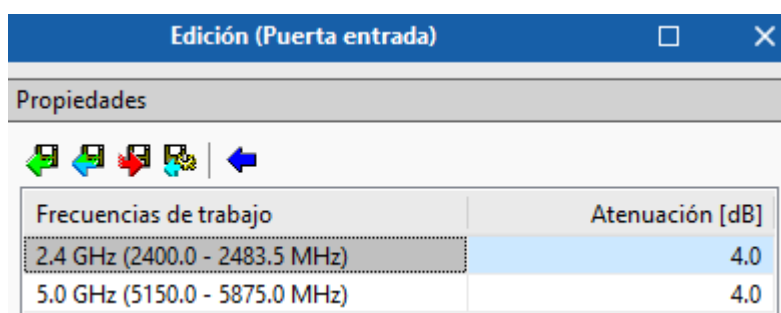 Edición (Puerta entrada)
Propiedades
Frecuencias de trabajo Atenuación [dB]
2.4 GHz (2400.0 - 2483.5 MHz) 4.0
5.0 GHz (5150.0 - 5875.0 MHz) 4.0